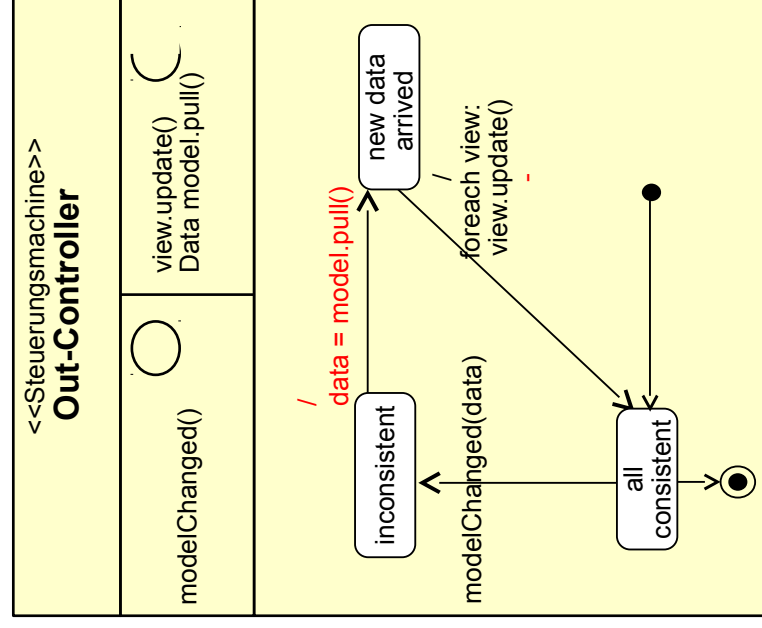 <<Steuerungsmachine>>
Out-Controller
modelChanged()
view.update()
Data model.pull()
inconsistent
/
data = model.pull()
new data
arrived
/
foreach view:
view.update()
-
modelChanged(data)
all
consistent